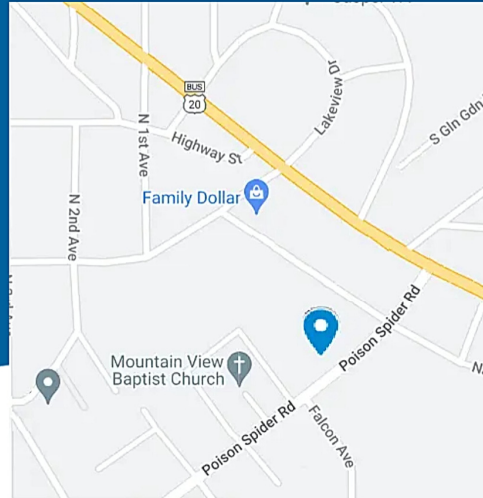 BUS
20
Lakeview Dr
N 1st Ave
Highway St
S Gln Gdn
Family Dollar
N 2nd Ave
Poison Spider Rd
Mountain View
Baptist Church
Poison Spider Rd
Falcon Ave
N